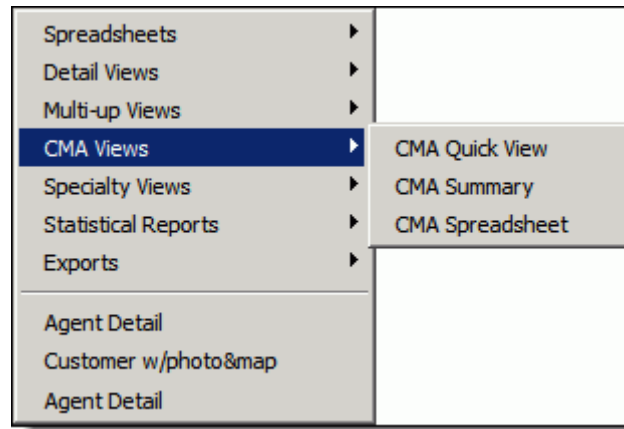 Spreadsheets
Detail Views
Multi-up Views
CMA Views
Specialty Views
Statistical Reports
Exports
Agent Detail
Customer w/photo&map
Agent Detail
CMA Quick View
CMA Summary
CMA Spreadsheet